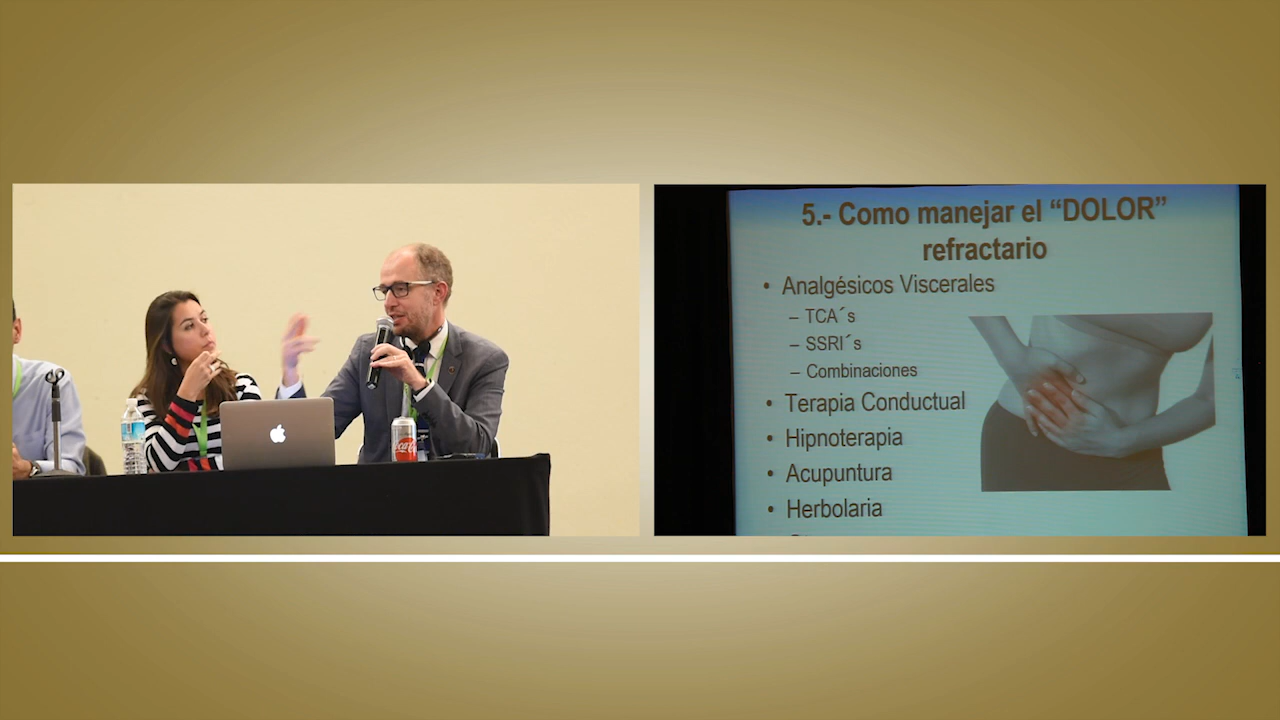 5.- Como manejar el “DOLOR”
refractario
• Analgésicos Viscerales
– TCA´s
– SSRI´s
– Combinaciones
• Terapia Conductual
• Hipnoterapia
• Acupuntura
• Herbolaria